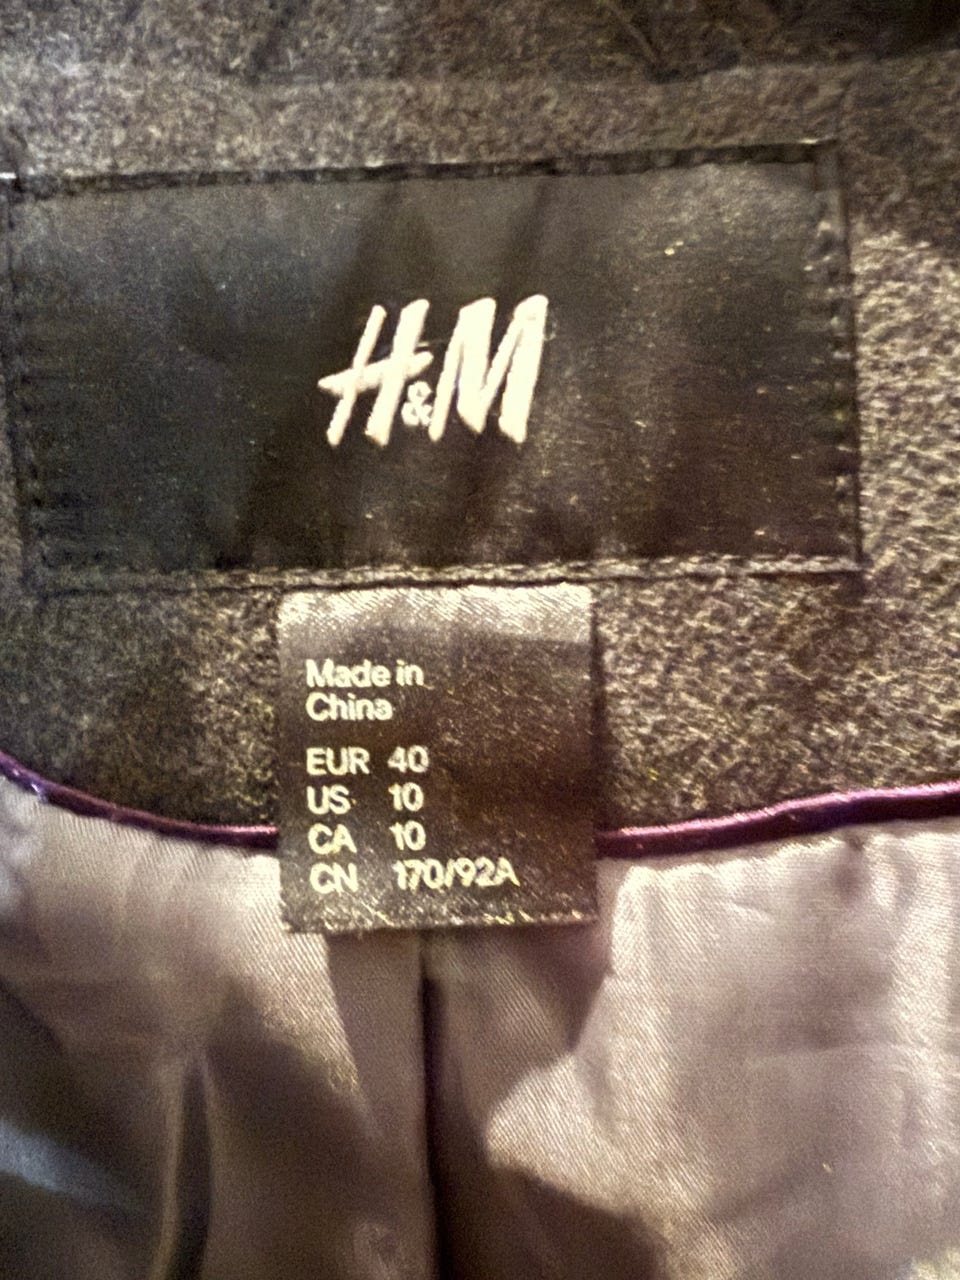 H&M
Made in
China
EUR 40
US 10
CA 10
CN 170/92A